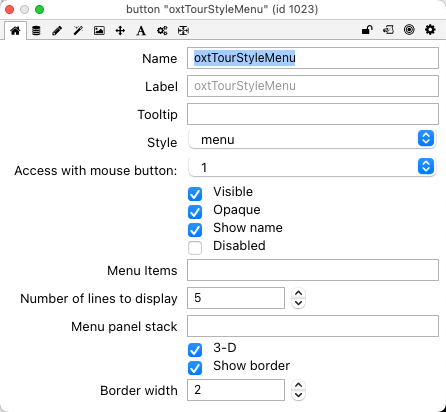 button "oxtTourStyleMenu" (id 1023)
Name oxtTourStyleMenu
Label oxtTourStyleMenu
Tooltip
Style menu
Access with mouse button: 1
Visible
Opaque
Show name
Disabled
Menu Items
Number of lines to display 5
Menu panel stack
3-D
Show border
Border width 2